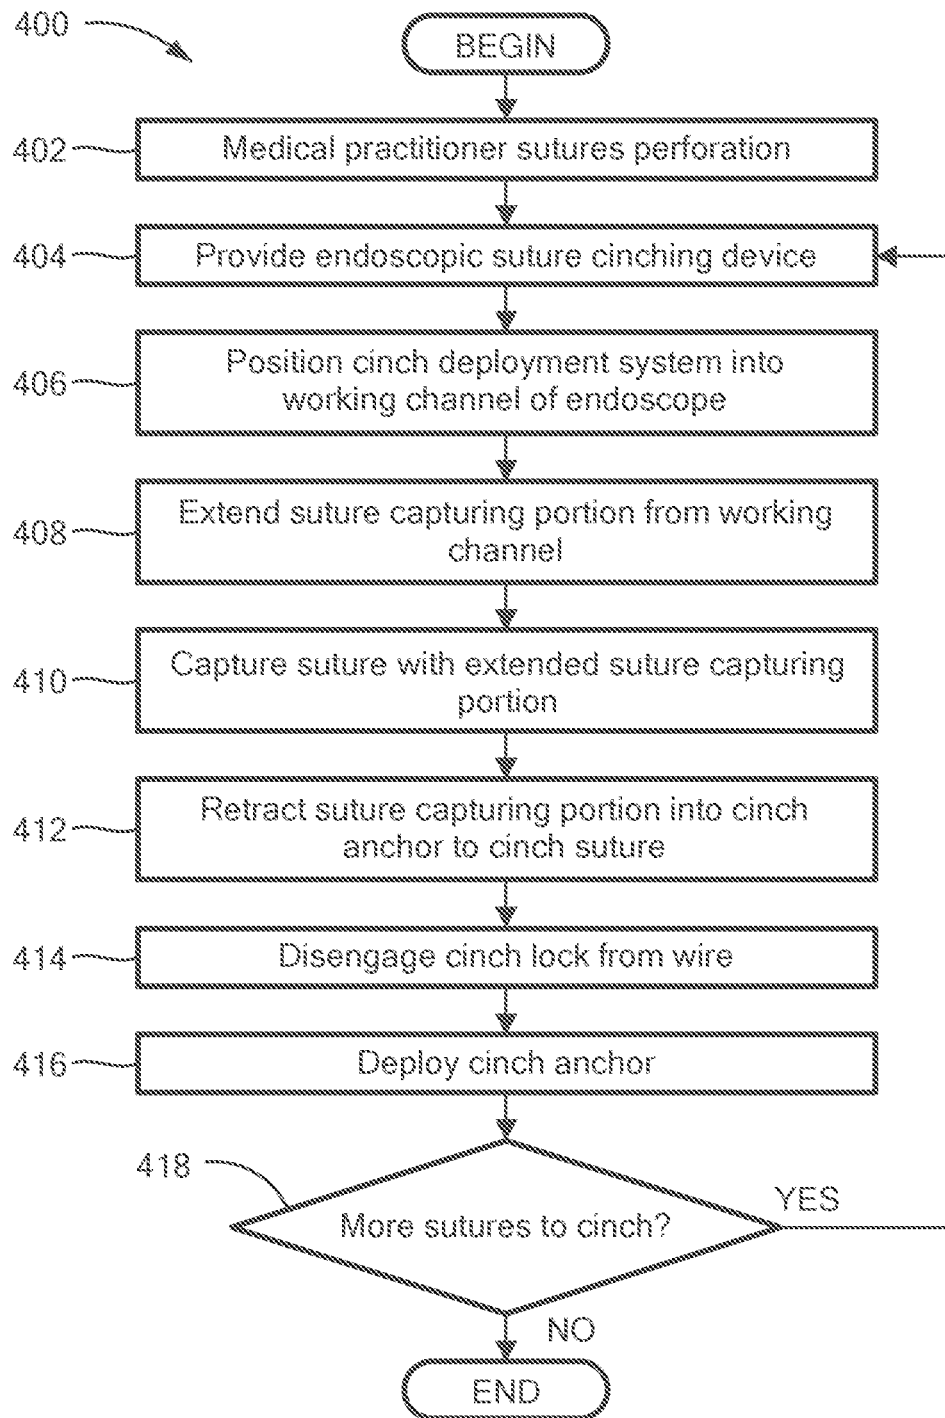 400
BEGIN
402
Medical practitioner sutures perforation
404
Provide endoscopic suture cinching device
406
Position cinch deployment system into
working channel of endoscope
408
Extend suture capturing portion from working
channel
410
Capture suture with extended suture capturing
portion
412
Retract suture capturing portion into cinch
anchor to cinch suture
414
Disengage cinch lock from wire
416
Deploy cinch anchor
418
More sutures to cinch?
YES
NO
END